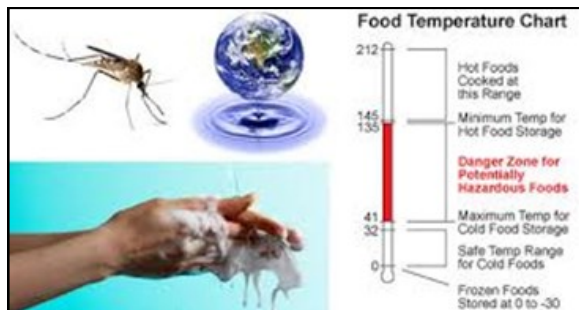 Food Temperature Chart
212
Hot Foods
Cooked at
this Range
145
135
Minimum Temp for
Hot Food Storage
Danger Zone for
Potentially
Hazardous Foods
41
32
Maximum Temp for
Cold Food Storage
Safe Temp Range
for Cold Foods
0
Frozen Foods
Stored at 0 to -30